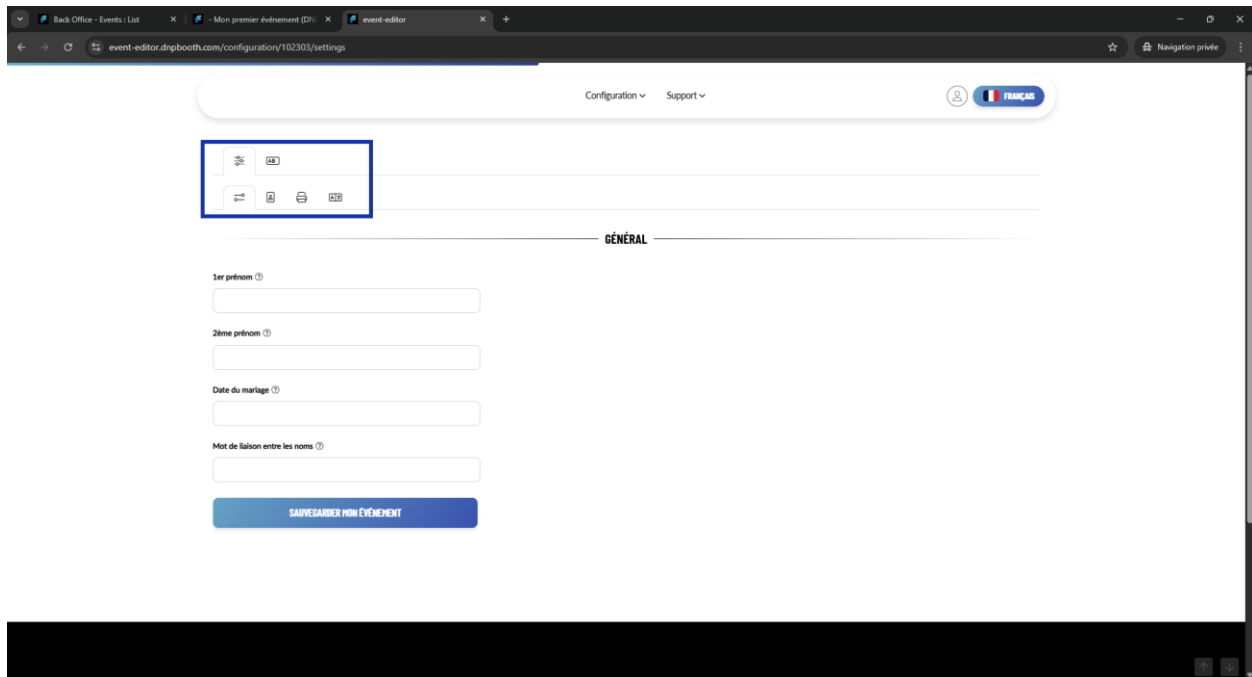 Back Office - Events : List
- Mon premier événement (DN
event-editor
event-editor.dnpbooth.com/configuration/102303/settings
Navigation privée
Configuration
Support
FRANÇAIS
AB
GÉNÉRAL
1er prénom
2ème prénom
Date du mariage
Mot de liaison entre les noms
SAUVEGARDER MON ÉVÉNEMENT